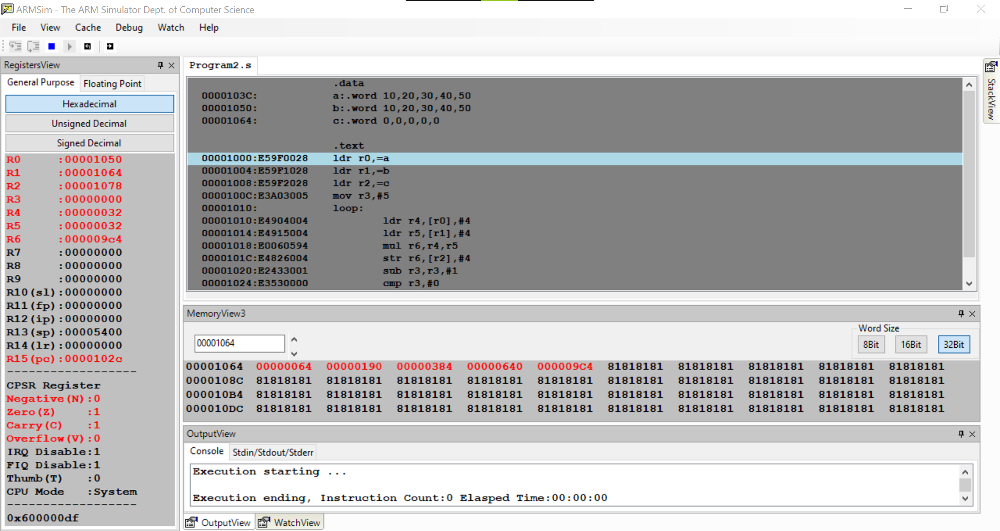 ARMSim - The ARM Simulator Dept. of Computer Science
File View Cache Debug Watch Help
RegistersView
General Purpose Floating Point
Hexadecimal
Unsigned Decimal
Signed Decimal
R0 :00001050
R1 :00001064
R2 :00001078
R3 :00000000
R4 :00000032
R5 :00000032
R6 :000009c4
R7 :00000000
R8 :00000000
R9 :00000000
R10(sl):00000000
R11(fp):00000000
R12(ip):00000000
R13(sp):00005400
R14(lr):00000000
R15(pc):0000102c
--------------------
CPSR Register
Negative(N):0
Zero(Z) :1
Carry(C) :1
Overflow(V):0
IRQ Disable:1
FIQ Disable:1
Thumb(T) :0
CPU Mode :System
--------------------
0x600000df
Program2.s
.data
0000103C: a:.word 10,20,30,40,50
00001050: b:.word 10,20,30,40,50
00001064: c:.word 0,0,0,0,0
.text
00001000:E59F0028 ldr r0,=a
00001004:E59F1028 ldr r1,=b
00001008:E59F2028 ldr r2,=c
0000100C:E3A03005 mov r3,#5
00001010: loop:
00001010:E4904004 ldr r4,[r0],#4
00001014:E4915004 ldr r5,[r1],#4
00001018:E0060594 mul r6,r4,r5
0000101C:E4826004 str r6,[r2],#4
00001020:E2433001 sub r3,r3,#1
00001024:E3530000 cmp r3,#0
StackView
MemoryView3
00001064
Word Size
8Bit 16Bit 32Bit
00001064 00000064 00000190 00000384 00000640 000009C4 81818181 81818181 81818181 81818181 81818181
0000108C 81818181 81818181 81818181 81818181 81818181 81818181 81818181 81818181 81818181 81818181
000010B4 81818181 81818181 81818181 81818181 81818181 81818181 81818181 81818181 81818181 81818181
000010DC 81818181 81818181 81818181 81818181 81818181 81818181 81818181 81818181 81818181 81818181
OutputView
Console Stdin/Stdout/Stderr
Execution starting ...
Execution ending, Instruction Count:0 Elasped Time:00:00:00
OutputView WatchView